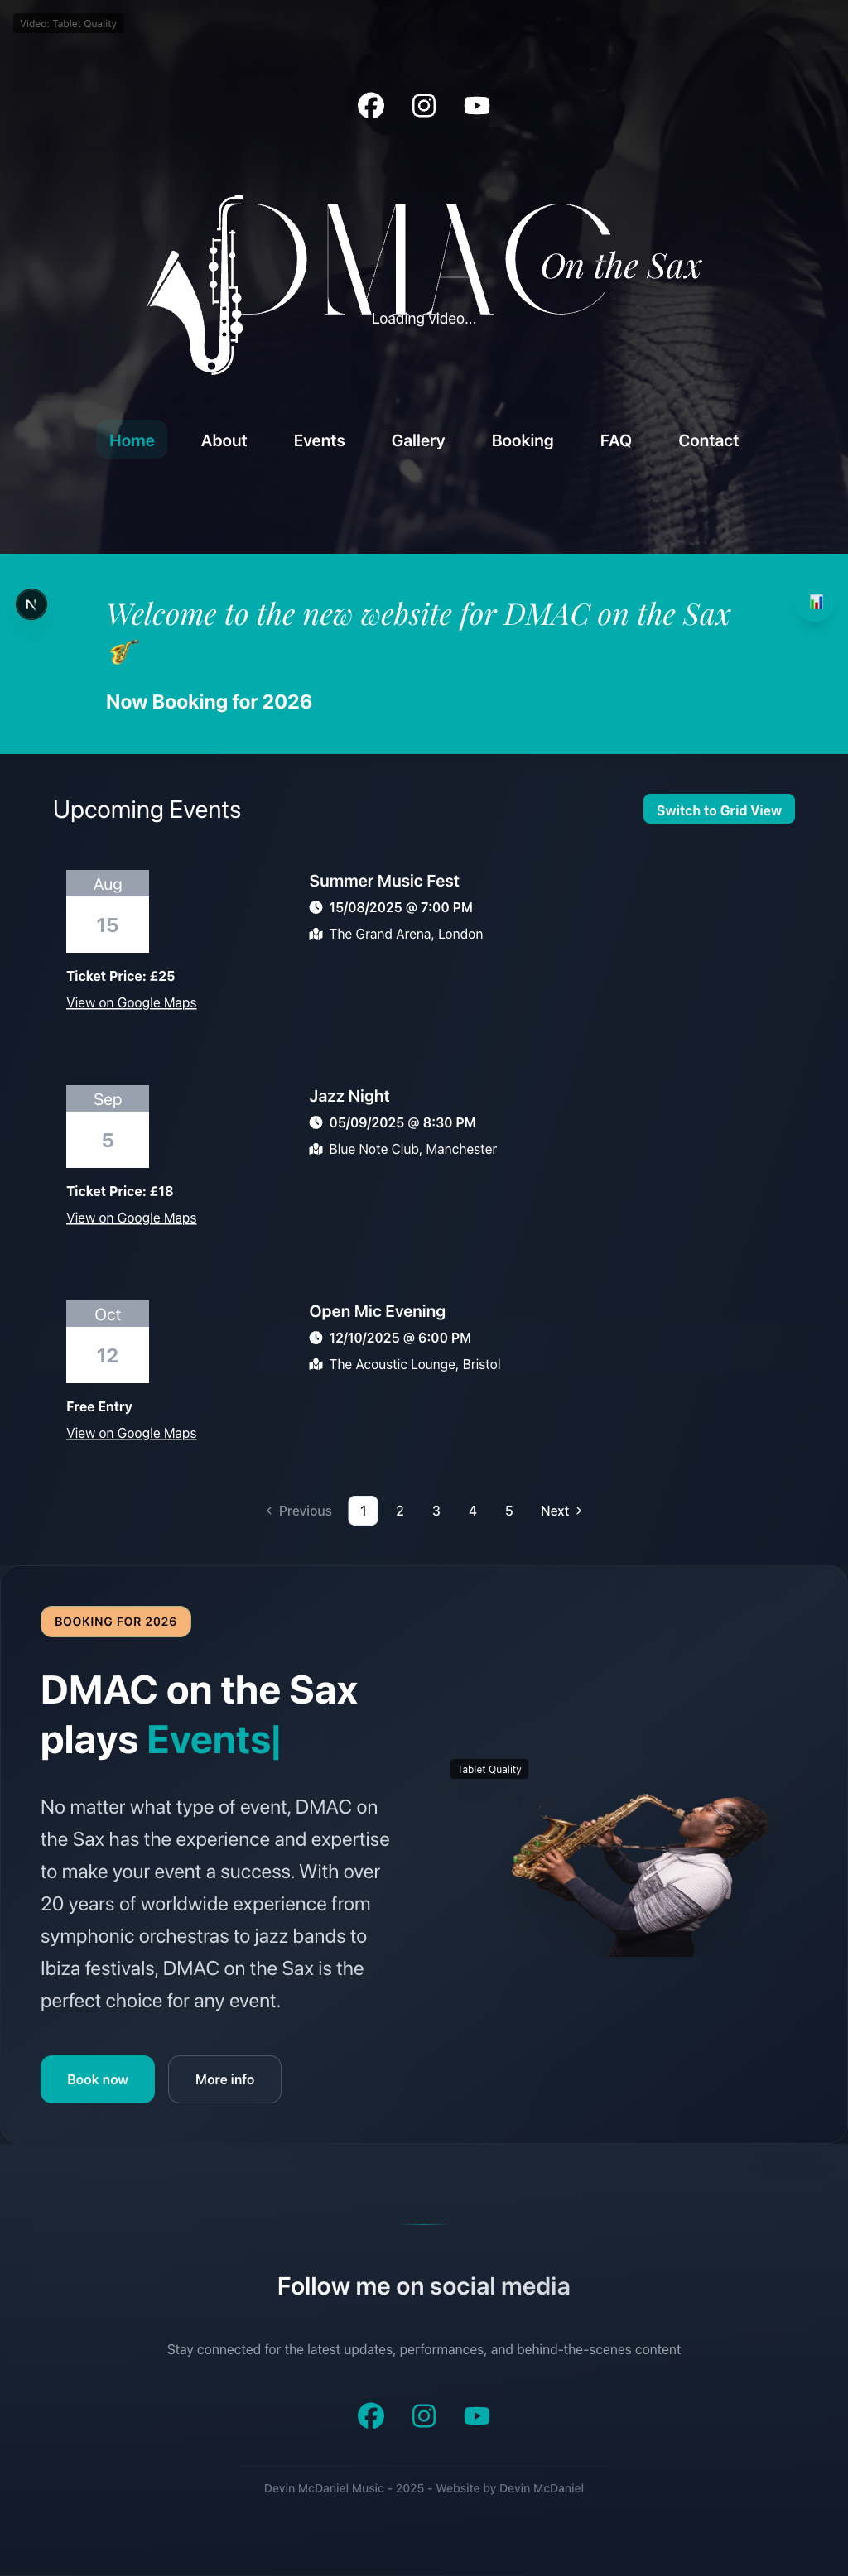 Video: Tablet Quality
DMAC
On the Sax
Loading video...
Home About Events Gallery Booking FAQ Contact
N
Welcome to the new website for DMAC on the Sax
🎷
Now Booking for 2026
Upcoming Events
Switch to Grid View
Aug
15
Ticket Price: £25
View on Google Maps
Summer Music Fest
15/08/2025 @ 7:00 PM
The Grand Arena, London
Sep
5
Ticket Price: £18
View on Google Maps
Jazz Night
05/09/2025 @ 8:30 PM
Blue Note Club, Manchester
Oct
12
Free Entry
View on Google Maps
Open Mic Evening
12/10/2025 @ 6:00 PM
The Acoustic Lounge, Bristol
Previous 1 2 3 4 5 Next
BOOKING FOR 2026
DMAC on the Sax
plays Events|
No matter what type of event, DMAC on
the Sax has the experience and expertise
to make your event a success. With over
20 years of worldwide experience from
symphonic orchestras to jazz bands to
Ibiza festivals, DMAC on the Sax is the
perfect choice for any event.
Book now
More info
Tablet Quality
Follow me on social media
Stay connected for the latest updates, performances, and behind-the-scenes content
Devin McDaniel Music - 2025 - Website by Devin McDaniel